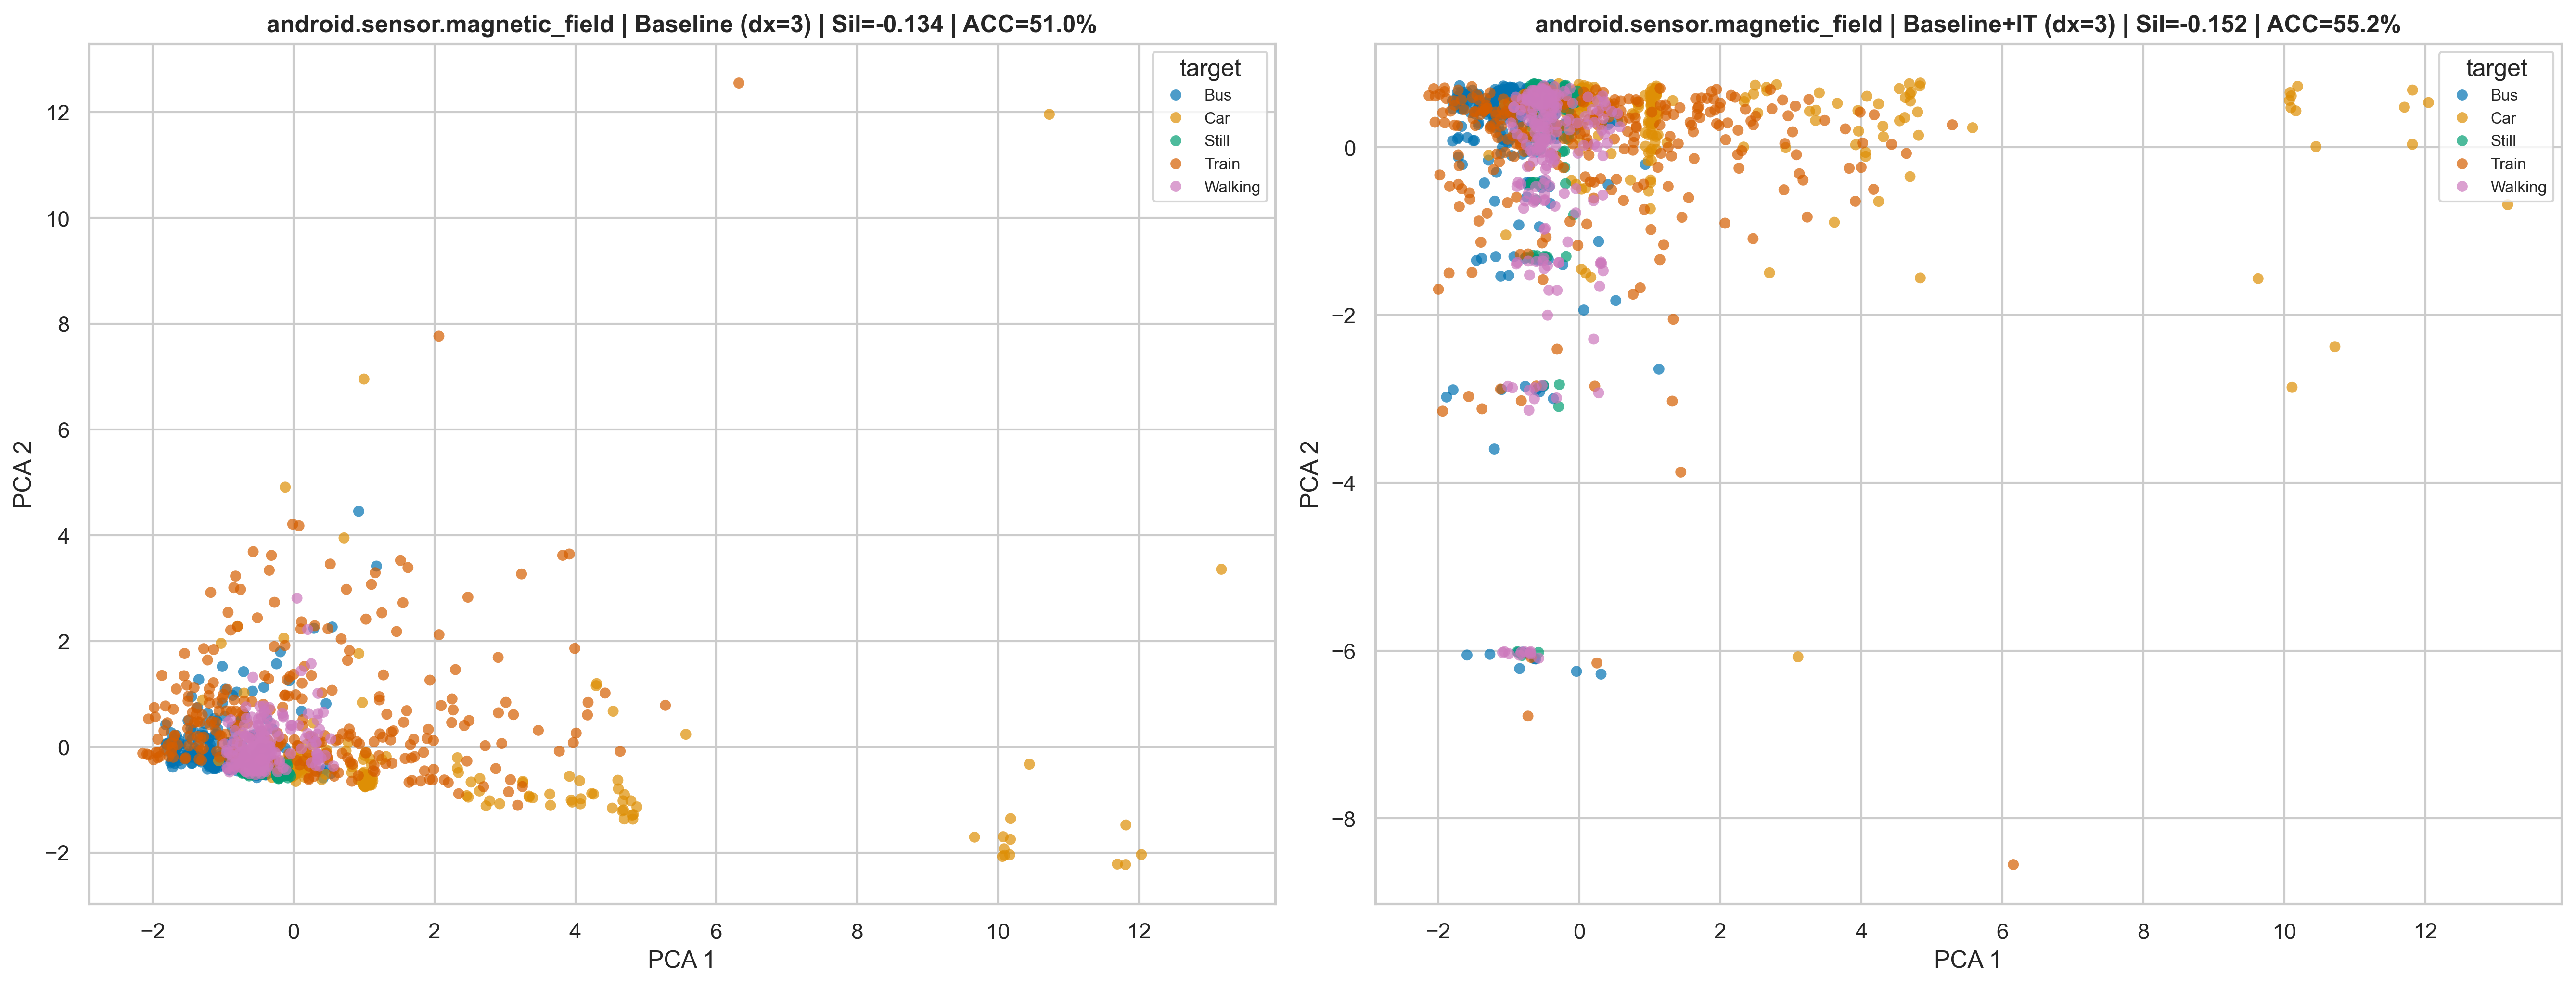 android.sensor.magnetic_field | Baseline (dx=3) | Sil=-0.134 | ACC=51.0%
target
Bus
Car
Still
Train
Walking
12
10
8
6
4
2
0
−2
PCA 2
−2 0 2 4 6 8 10 12
PCA 1
android.sensor.magnetic_field | Baseline+IT (dx=3) | Sil=-0.152 | ACC=55.2%
target
Bus
Car
Still
Train
Walking
0
−2
−4
−6
−8
PCA 2
−2 0 2 4 6 8 10 12
PCA 1